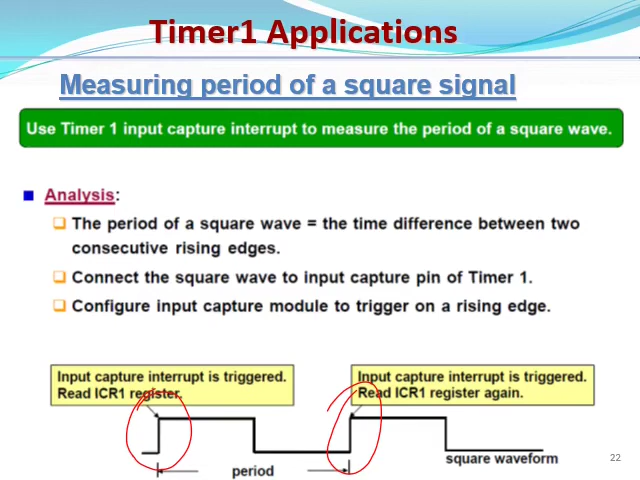 Timer1 Applications
Measuring period of a square signal
Use Timer 1 input capture interrupt to measure the period of a square wave.
Analysis:
The period of a square wave = the time difference between two
consecutive rising edges.
Connect the square wave to input capture pin of Timer 1.
Configure input capture module to trigger on a rising edge.
Input capture interrupt is triggered.
Read ICR1 register.
Input capture interrupt is triggered.
Read ICR1 register again.
period
square waveform
22